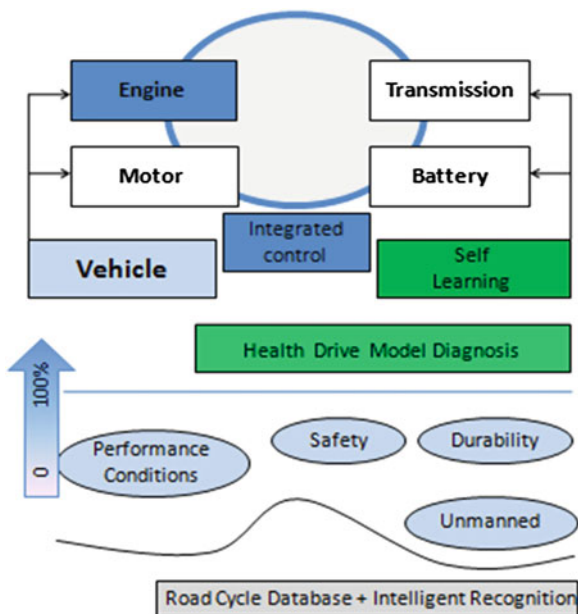 Engine
Transmission
Motor
Battery
Integrated
control
Vehicle
Self
Learning
Health Drive Model Diagnosis
100%
0
Performance
Conditions
Safety
Durability
Unmanned
Road Cycle Database + Intelligent Recognition